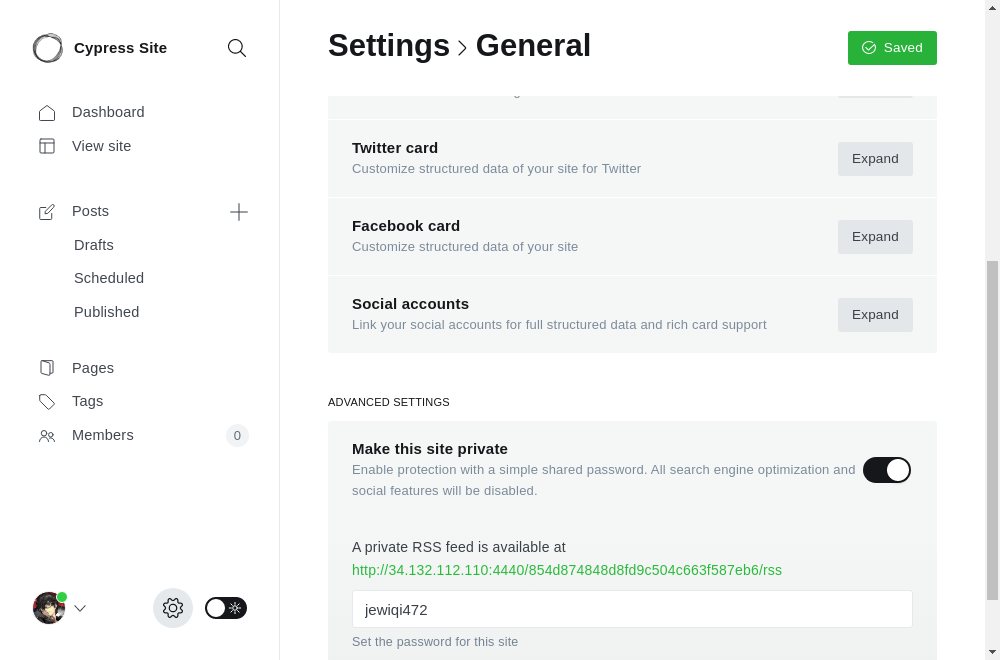 Cypress Site
Dashboard
View site
Posts
Drafts
Scheduled
Published
Pages
Tags
Members
0
Settings
General
Saved
Twitter card
Customize structured data of your site for Twitter
Expand
Facebook card
Customize structured data of your site
Expand
Social accounts
Link your social accounts for full structured data and rich card support
Expand
ADVANCED SETTINGS
Make this site private
Enable protection with a simple shared password. All search engine optimization and
social features will be disabled.
A private RSS feed is available at
http://34.132.112.110:4440/854d874848d8fd9c504c663f587eb6/rss
jewiqi472
Set the password for this site